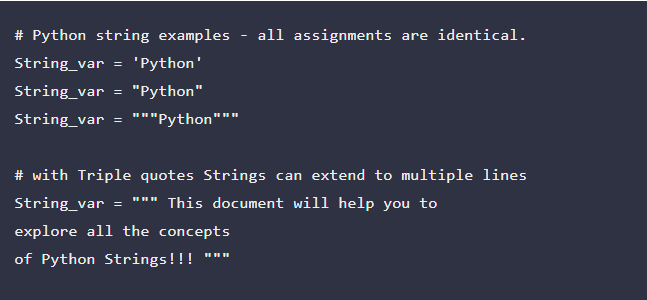 # Python string examples - all assignments are identical.
String_var = 'Python'
String_var = "Python"
String_var = """Python"""
# with Triple quotes Strings can extend to multiple lines
String_var = """ This document will help you to
explore all the concepts
of Python Strings!!! """